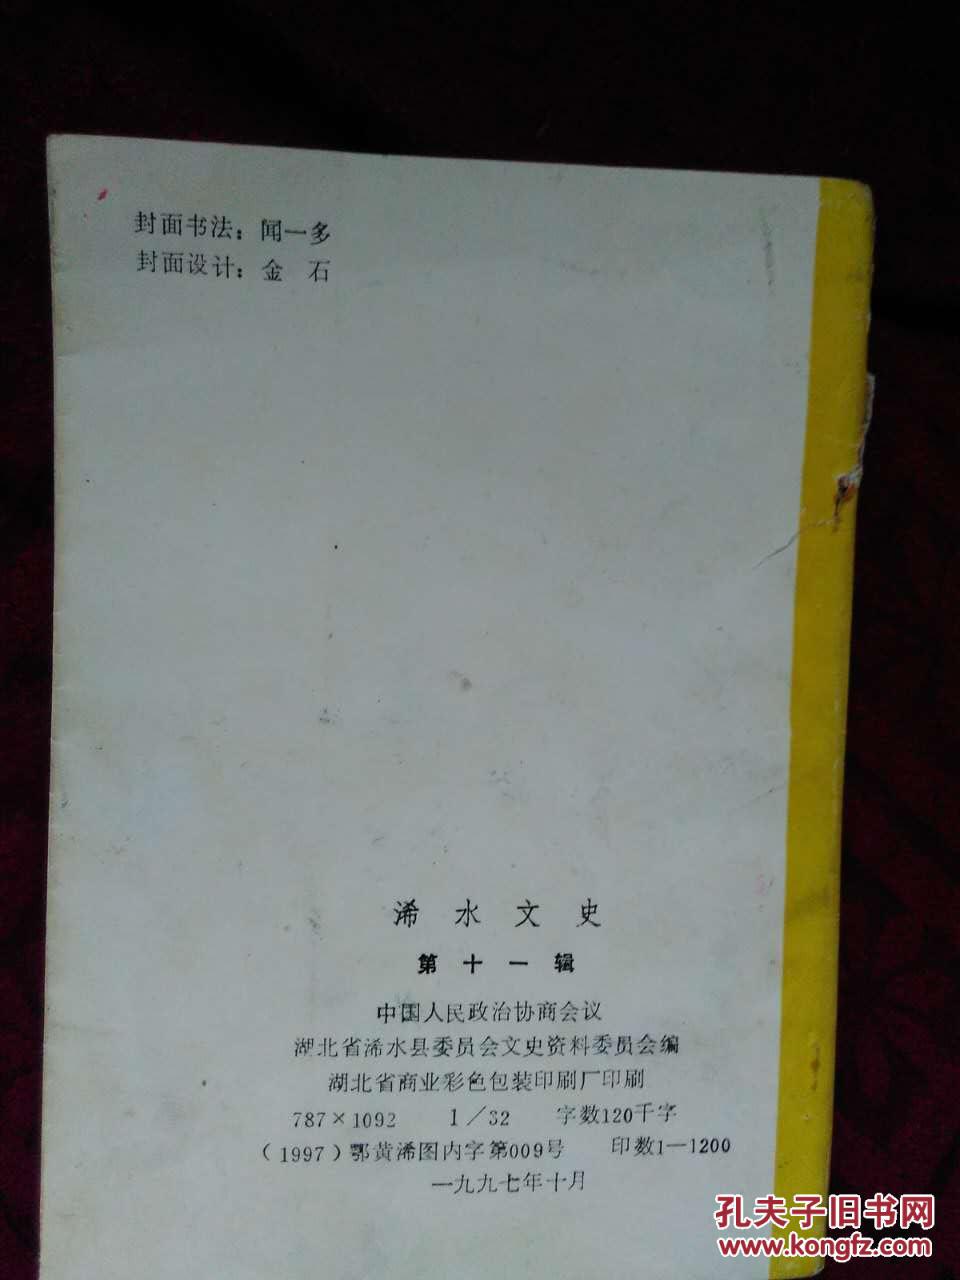 封面书法：闻一多
封面设计：金　石
浠水文史
第十一辑
中国人民政治协商会议
湖北省浠水县委员会文史资料委员会编
湖北省商业彩色包装印刷厂印刷
787×1092　1/32　字数120千字
（1997）鄂黄浠图内字第009号　印数1—1200
一九九七年十月
孔夫子旧书网
www.kongfz.com